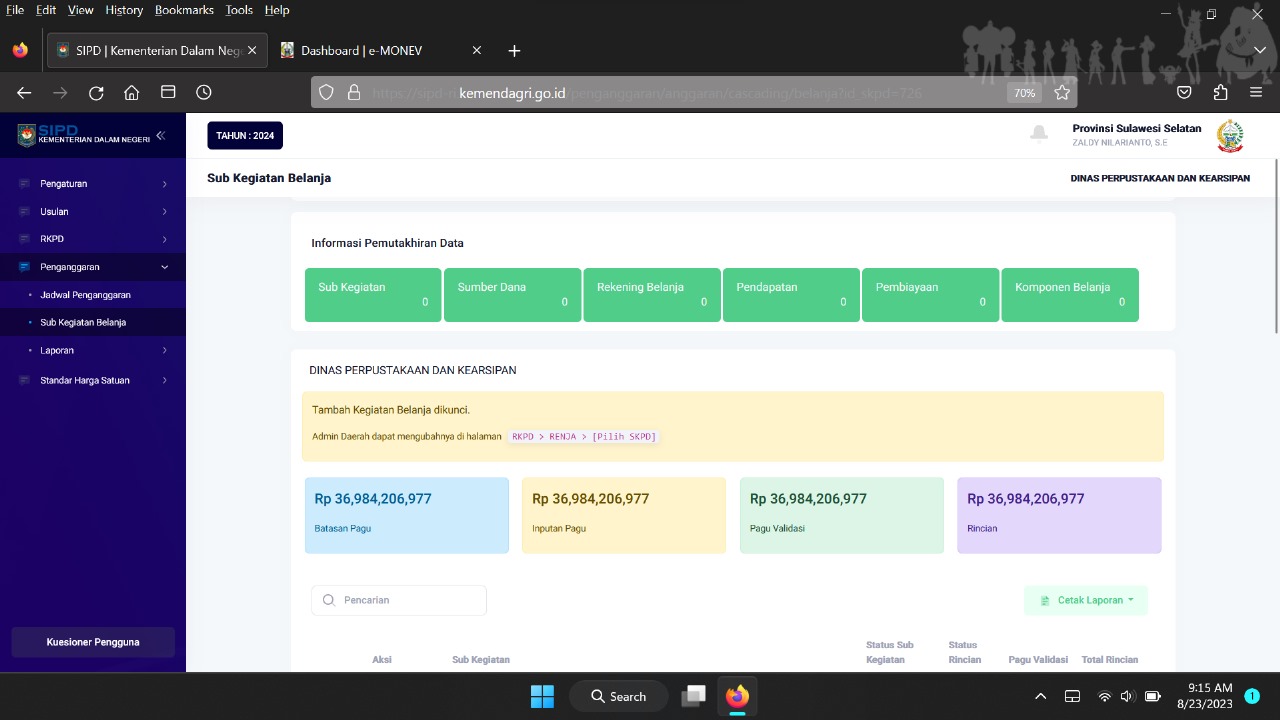 File Edit View History Bookmarks Tools Help
SIPD | Kementerian Dalam Nege
Dashboard | e-MONEV
https://sipd-ri.kemendagri.go.id/penganggaran/anggaran/cascading/belanja?id_skpd=726
70%
SIPD
KEMENTERIAN DALAM NEGERI
TAHUN : 2024
Provinsi Sulawesi Selatan
ZALDY NILARIANTO, S.E
Sub Kegiatan Belanja
DINAS PERPUSTAKAAN DAN KEARSIPAN
Pengaturan
Usulan
RKPD
Penganggaran
Jadwal Penganggaran
Sub Kegiatan Belanja
Laporan
Standar Harga Satuan
Kuesioner Pengguna
Informasi Pemutakhiran Data
Sub Kegiatan 0
Sumber Dana 0
Rekening Belanja 0
Pendapatan 0
Pembiayaan 0
Komponen Belanja 0
DINAS PERPUSTAKAAN DAN KEARSIPAN
Tambah Kegiatan Belanja dikunci.
Admin Daerah dapat mengubahnya di halaman RKPD > RENJA > [Pilih SKPD]
Rp 36,984,206,977
Batasan Pagu
Rp 36,984,206,977
Inputan Pagu
Rp 36,984,206,977
Pagu Validasi
Rp 36,984,206,977
Rincian
Pencarian
Cetak Laporan
Aksi
Sub Kegiatan
Status Sub
Kegiatan
Status
Rincian
Pagu Validasi
Total Rincian
Search
9:15 AM
8/23/2023
1